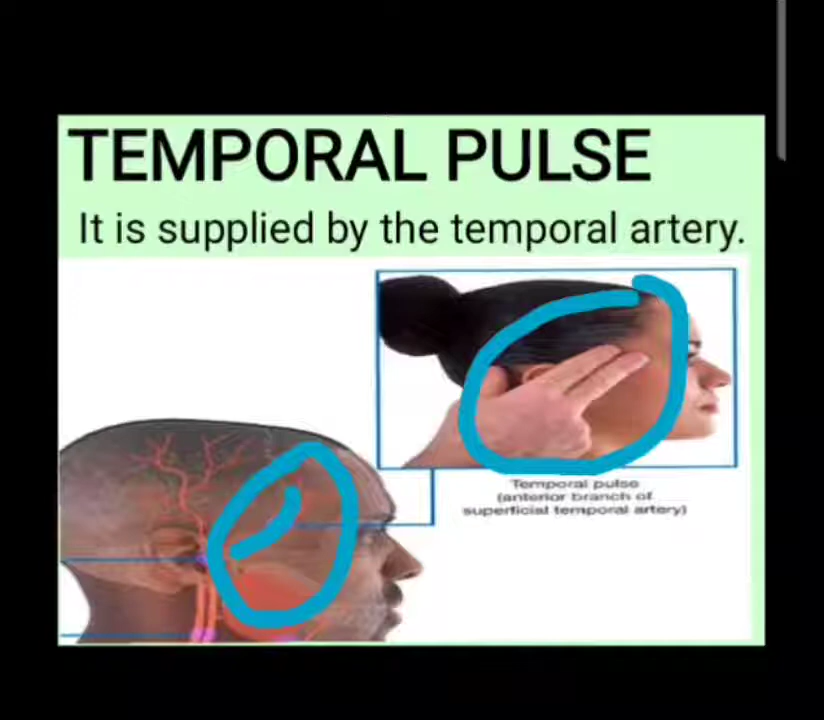 TEMPORAL PULSE
It is supplied by the temporal artery.
Temporal pulse
(anterior branch of
superficial temporal artery)